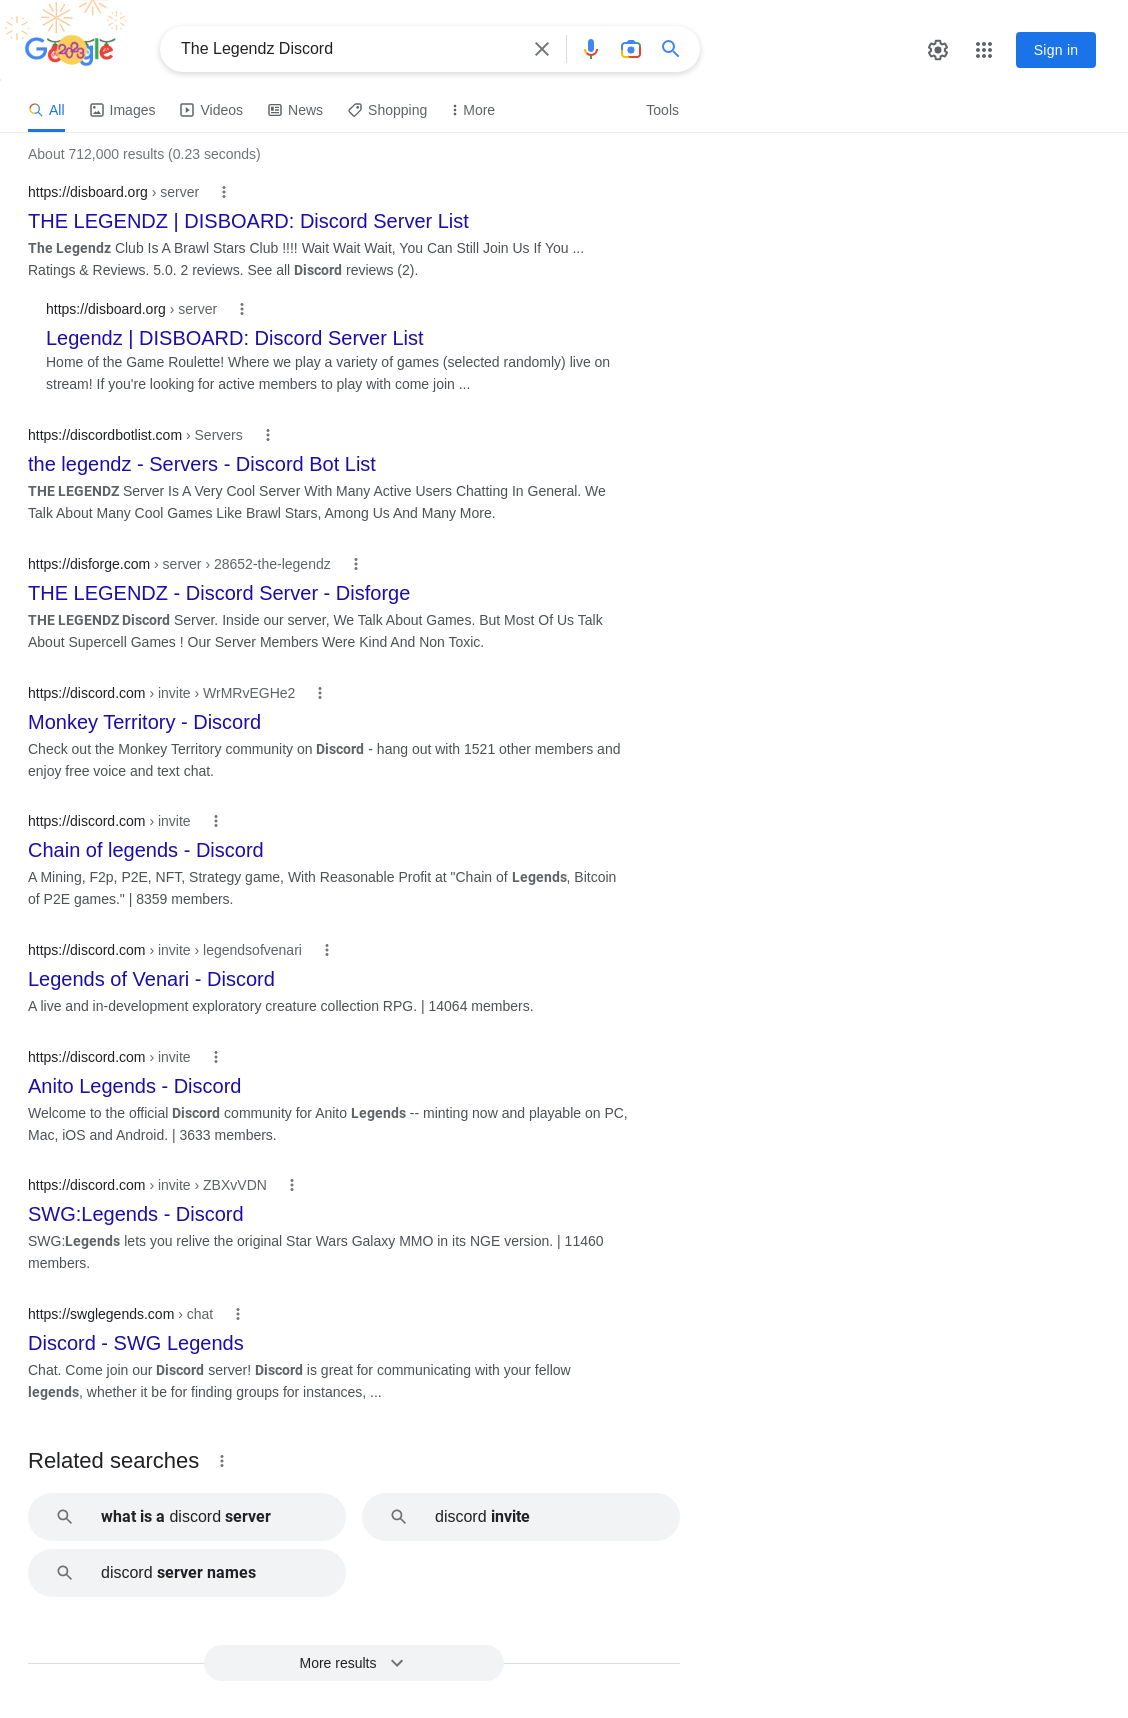 Google
The Legendz Discord
Sign in
All
Images
Videos
News
Shopping
More
Tools
About 712,000 results (0.23 seconds)
https://disboard.org › server
THE LEGENDZ | DISBOARD: Discord Server List
The Legendz Club Is A Brawl Stars Club !!!! Wait Wait Wait, You Can Still Join Us If You ...
Ratings & Reviews. 5.0. 2 reviews. See all Discord reviews (2).
https://disboard.org › server
Legendz | DISBOARD: Discord Server List
Home of the Game Roulette! Where we play a variety of games (selected randomly) live on
stream! If you're looking for active members to play with come join ...
https://discordbotlist.com › Servers
the legendz - Servers - Discord Bot List
THE LEGENDZ Server Is A Very Cool Server With Many Active Users Chatting In General. We
Talk About Many Cool Games Like Brawl Stars, Among Us And Many More.
https://disforge.com › server › 28652-the-legendz
THE LEGENDZ - Discord Server - Disforge
THE LEGENDZ Discord Server. Inside our server, We Talk About Games. But Most Of Us Talk
About Supercell Games ! Our Server Members Were Kind And Non Toxic.
https://discord.com › invite › WrMRvEGHe2
Monkey Territory - Discord
Check out the Monkey Territory community on Discord - hang out with 1521 other members and
enjoy free voice and text chat.
https://discord.com › invite
Chain of legends - Discord
A Mining, F2p, P2E, NFT, Strategy game, With Reasonable Profit at "Chain of Legends, Bitcoin
of P2E games." | 8359 members.
https://discord.com › invite › legendsofvenari
Legends of Venari - Discord
A live and in-development exploratory creature collection RPG. | 14064 members.
https://discord.com › invite
Anito Legends - Discord
Welcome to the official Discord community for Anito Legends -- minting now and playable on PC,
Mac, iOS and Android. | 3633 members.
https://discord.com › invite › ZBXvVDN
SWG:Legends - Discord
SWG:Legends lets you relive the original Star Wars Galaxy MMO in its NGE version. | 11460
members.
https://swglegends.com › chat
Discord - SWG Legends
Chat. Come join our Discord server! Discord is great for communicating with your fellow
legends, whether it be for finding groups for instances, ...
Related searches
what is a discord server
discord invite
discord server names
More results